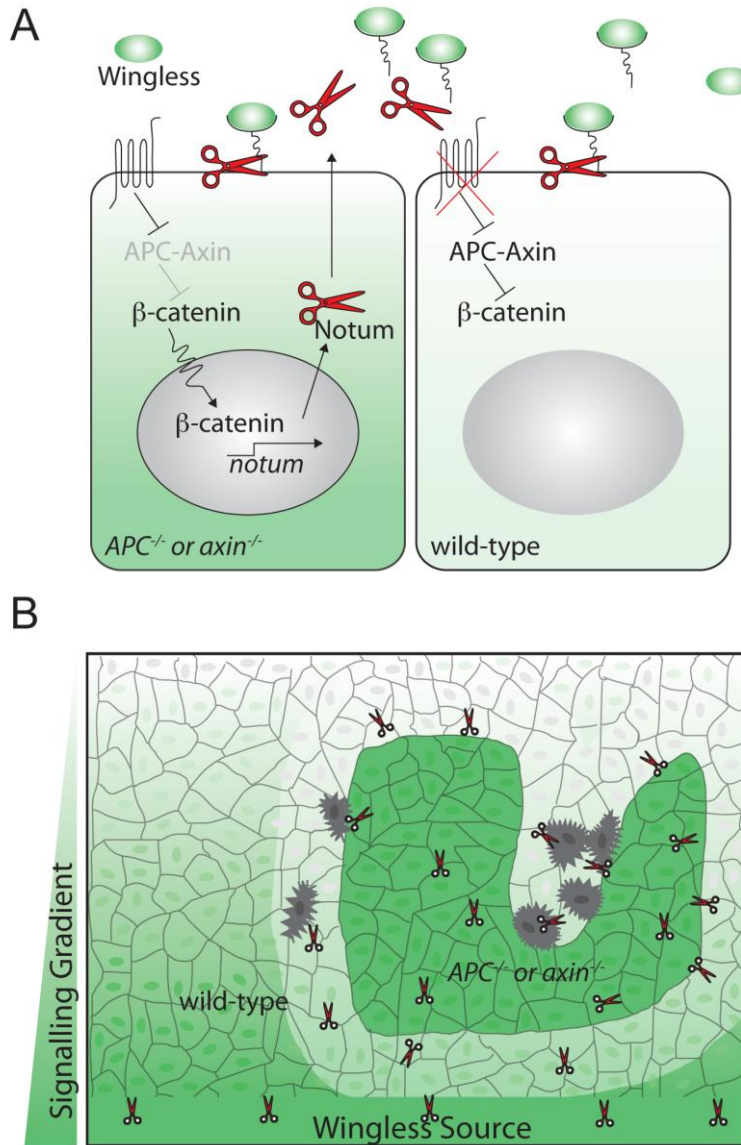 A
Wingless
APC-Axin
APC-Axin
β-catenin
β-catenin
Notum
β-catenin
notum
APC-/- or axin-/-
wild-type
B
Signalling Gradient
wild-type
APC-/- or axin-/-
Wingless Source